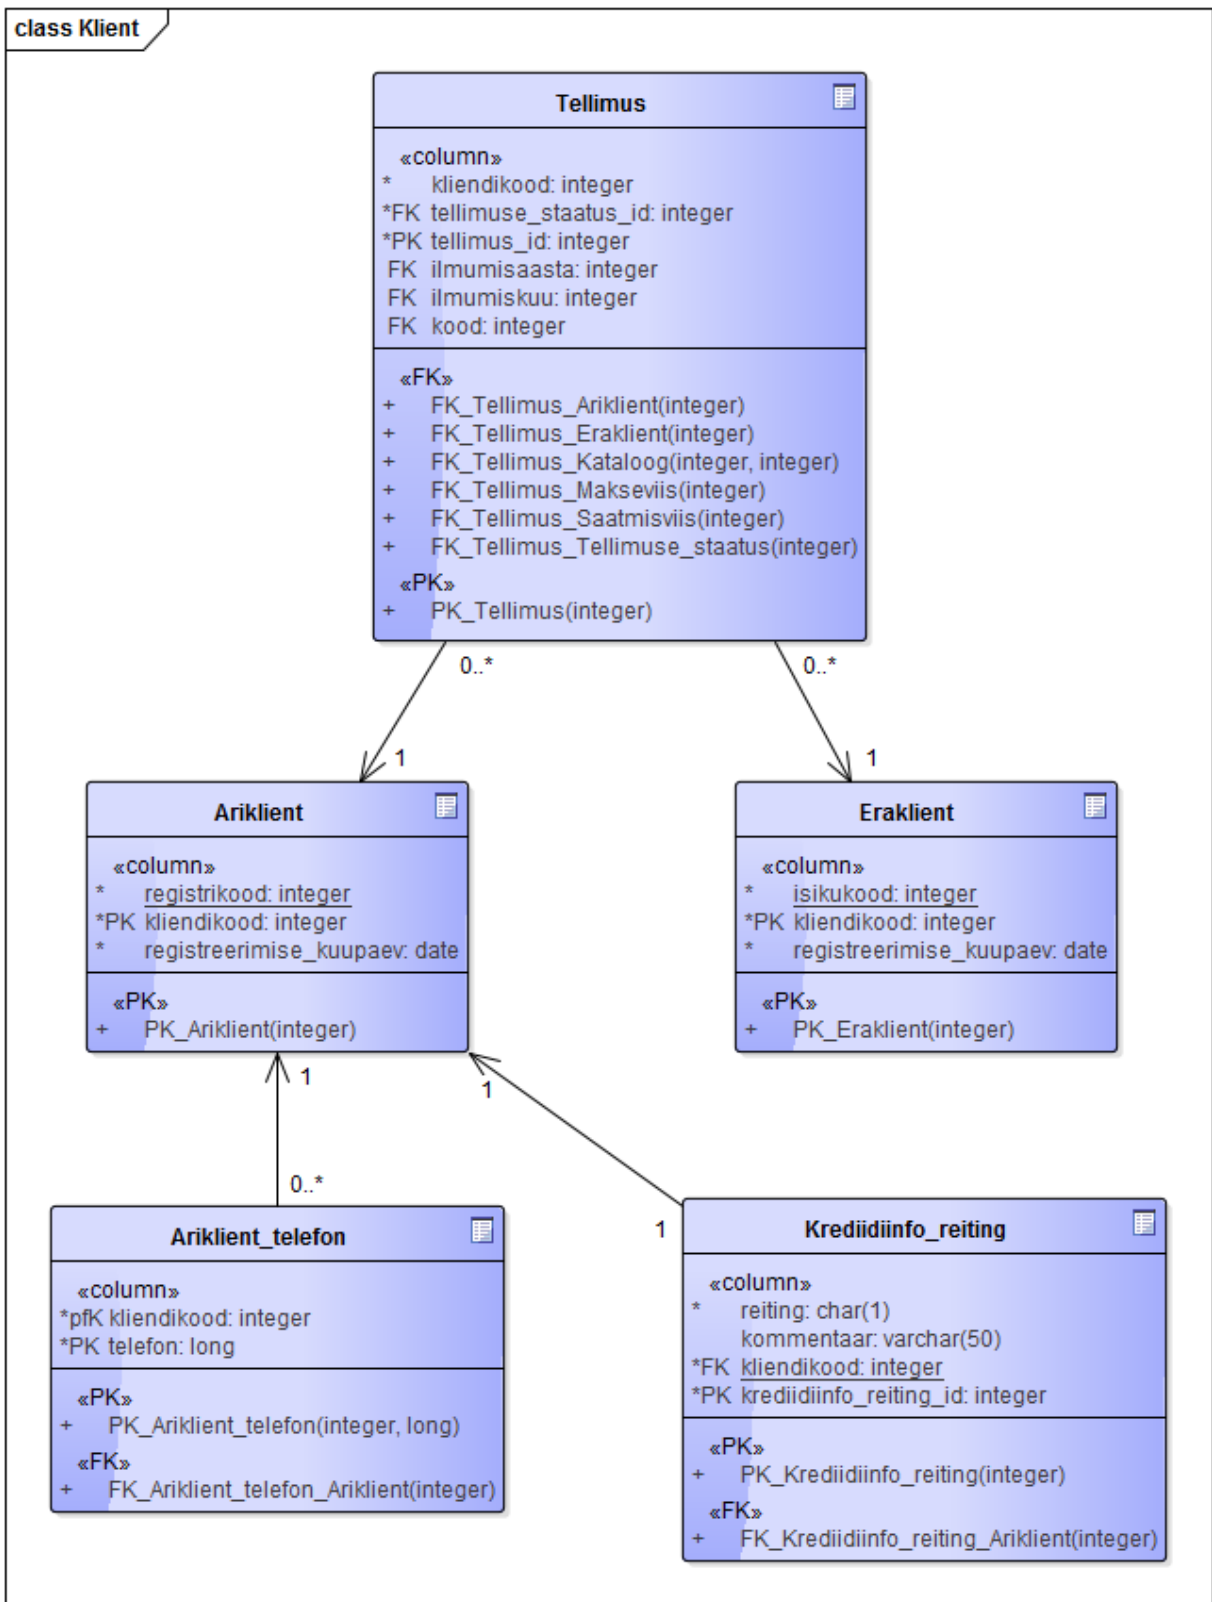 class Klient
Tellimus
«column»
* kliendikood: integer
*FK tellimuse_staatus_id: integer
*PK tellimus_id: integer
FK ilmumisaasta: integer
FK ilmumiskuu: integer
FK kood: integer
«FK»
+ FK_Tellimus_Ariklient(integer)
+ FK_Tellimus_Eraklient(integer)
+ FK_Tellimus_Kataloog(integer, integer)
+ FK_Tellimus_Makseviis(integer)
+ FK_Tellimus_Saatmisviis(integer)
+ FK_Tellimus_Tellimuse_staatus(integer)
«PK»
+ PK_Tellimus(integer)
0..*
0..*
1
1
Ariklient
«column»
* registrikood: integer
*PK kliendikood: integer
* registreerimise_kuupaev: date
«PK»
+ PK_Ariklient(integer)
Eraklient
«column»
* isikukood: integer
*PK kliendikood: integer
* registreerimise_kuupaev: date
«PK»
+ PK_Eraklient(integer)
1
1
0..*
1
Ariklient_telefon
«column»
*pfK kliendikood: integer
*PK telefon: long
«PK»
+ PK_Ariklient_telefon(integer, long)
«FK»
+ FK_Ariklient_telefon_Ariklient(integer)
Krediidiinfo_reiting
«column»
* reiting: char(1)
kommentaar: varchar(50)
*FK kliendikood: integer
*PK krediidiinfo_reiting_id: integer
«PK»
+ PK_Krediidiinfo_reiting(integer)
«FK»
+ FK_Krediidiinfo_reiting_Ariklient(integer)